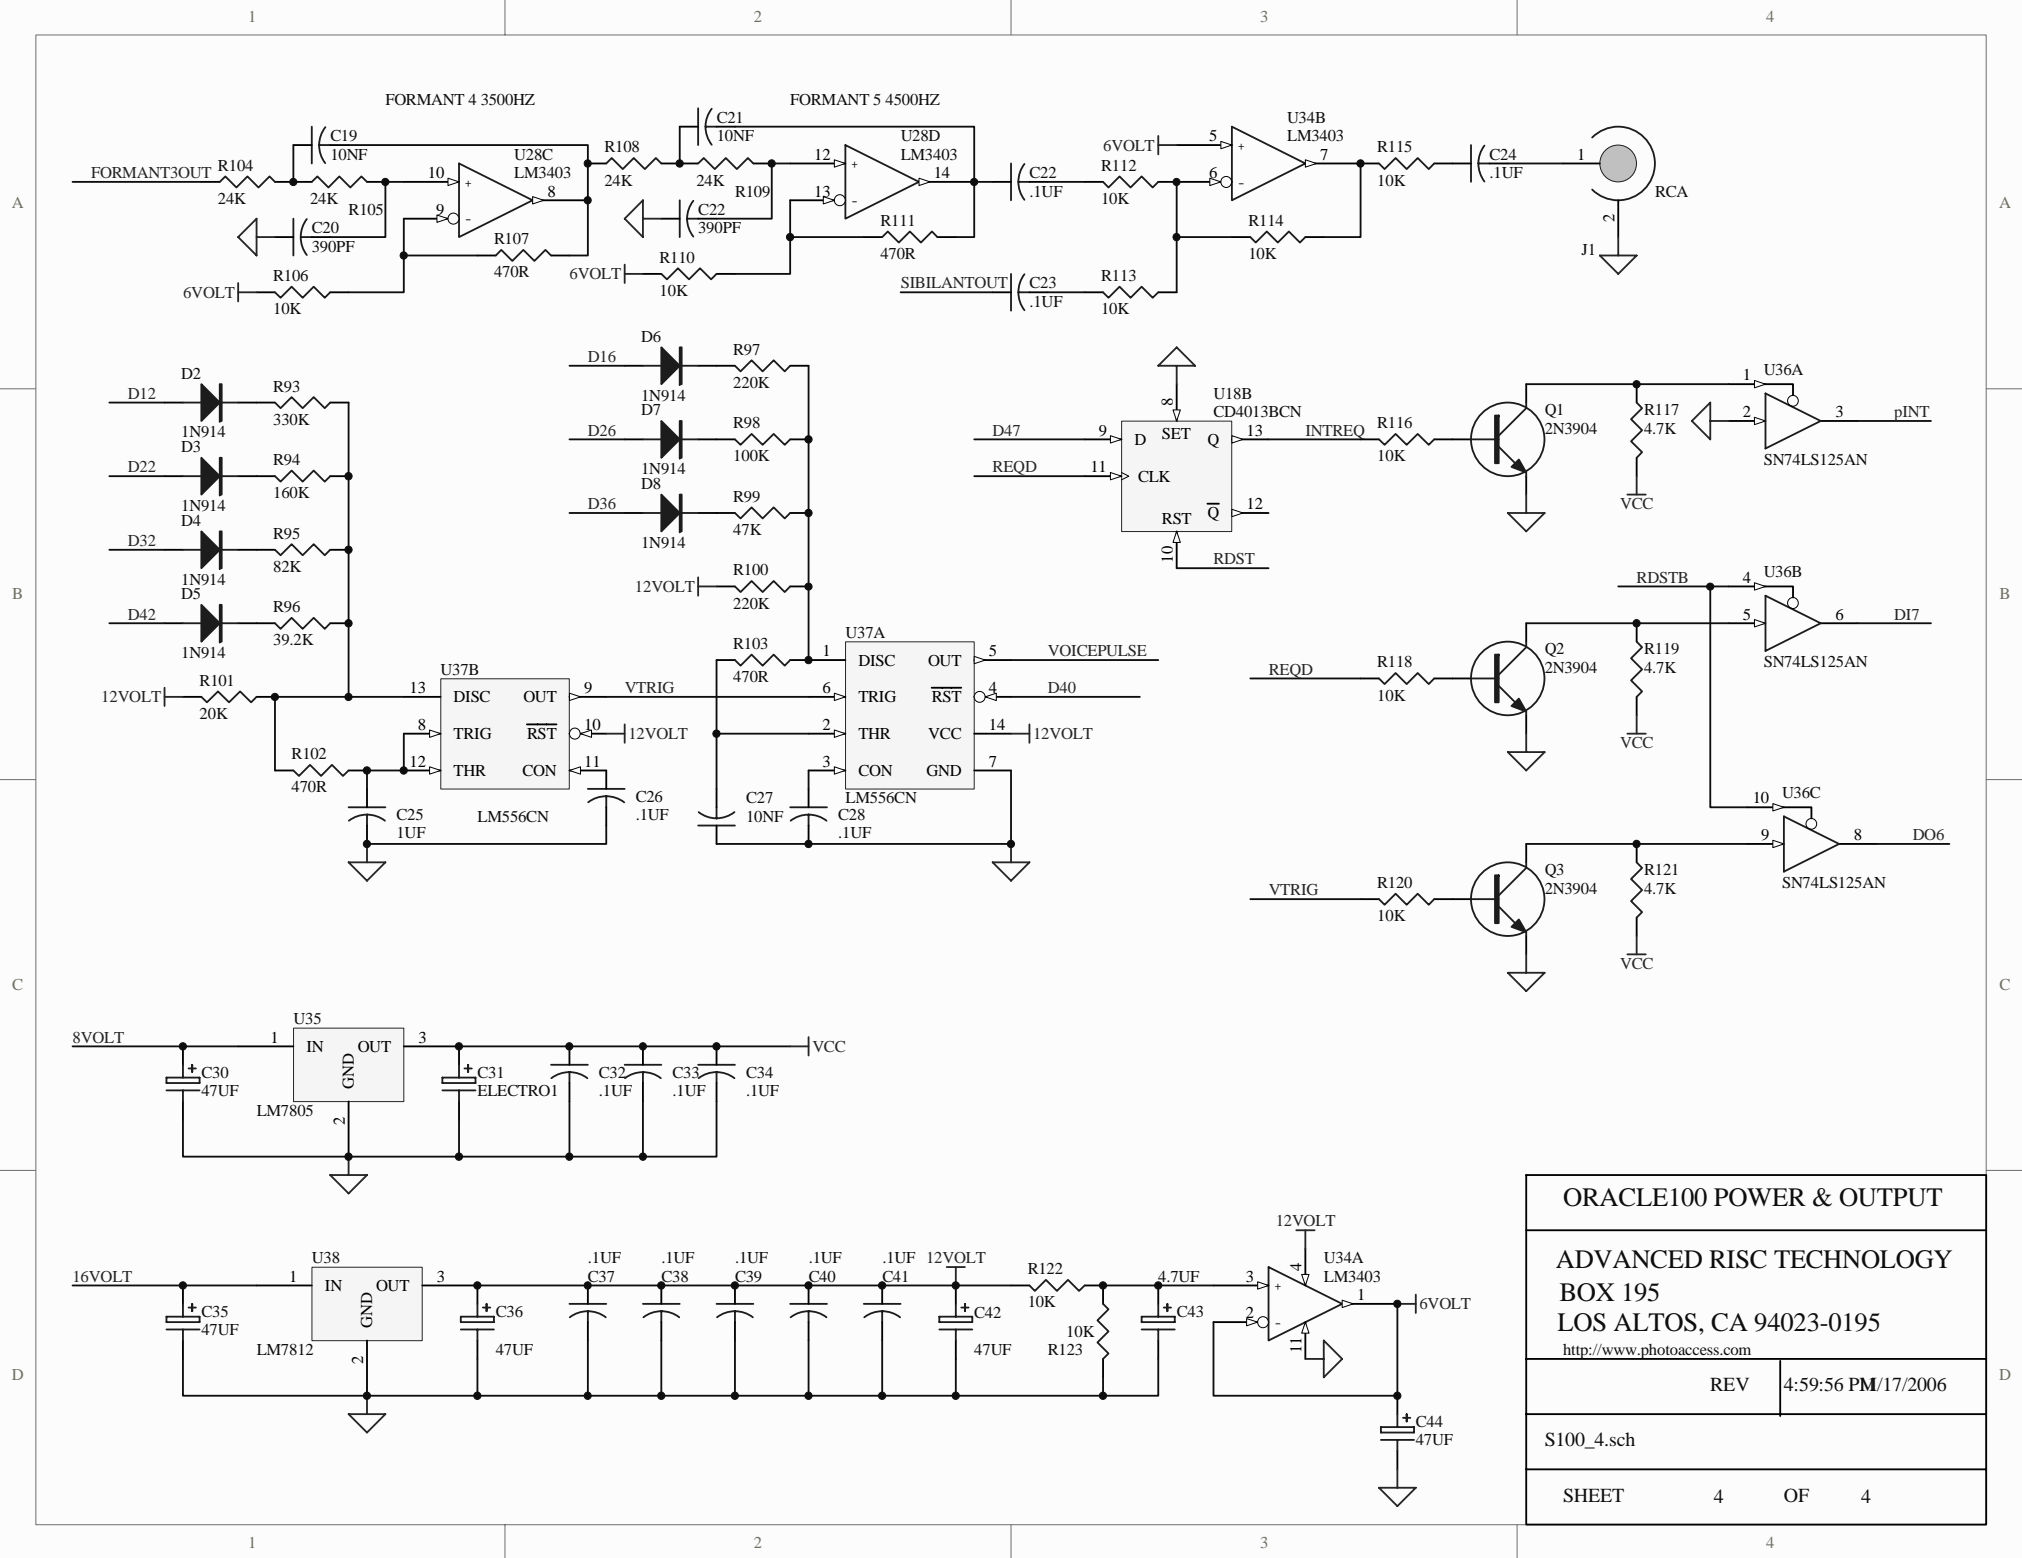 1 2 3 4
A A
B B
C C
D D
1 2 3 4
FORMANT 4 3500HZ
FORMANT3OUT
R104
24K
C19
10NF
24K
R105
C20
390PF
10
9
8
U28C
LM3403
R106
10K
6VOLT
R107
470R
FORMANT 5 4500HZ
R108
24K
C21
10NF
24K
R109
C22
390PF
12
13
14
U28D
LM3403
R111
470R
6VOLT
R110
10K
C22
.1UF
R112
10K
SIBILANTOUT
C23
.1UF
R113
10K
6VOLT
5
6
7
U34B
LM3403
R114
10K
R115
10K
C24
.1UF
1
2
RCA
J1
D12
D2
1N914
R93
330K
D22
D3
1N914
R94
160K
D32
D4
1N914
R95
82K
D42
D5
1N914
R96
39.2K
12VOLT
R101
20K
R102
470R
C25
1UF
U37B
13 DISC OUT 9
8 TRIG RST 10
12 THR CON 11
LM556CN
VTRIG
12VOLT
C26
.1UF
D16
D6
1N914
R97
220K
D26
D7
1N914
R98
100K
D36
D8
1N914
R99
47K
12VOLT
R100
220K
R103
470R
U37A
1 DISC OUT 5
6 TRIG RST 4
2 THR VCC 14
3 CON GND 7
LM556CN
VOICEPULSE
D40
12VOLT
C27
10NF
C28
.1UF
U18B
CD4013BCN
8
SET
D47 9 D Q 13
REQD 11 CLK
Q 12
RST
10
RDST
INTREQ
R116
10K
Q1
2N3904
R117
4.7K
VCC
1
2
3
U36A
SN74LS125AN
pINT
RDSTB
4
5
6
U36B
SN74LS125AN
DI7
REQD
R118
10K
Q2
2N3904
R119
4.7K
VCC
10
9
8
U36C
SN74LS125AN
DO6
VTRIG
R120
10K
Q3
2N3904
R121
4.7K
VCC
8VOLT
C30
47UF
U35
1 IN OUT 3
GND
2
LM7805
C31
ELECTRO1
C32
.1UF
C33
.1UF
C34
.1UF
VCC
16VOLT
C35
47UF
U38
1 IN OUT 3
GND
2
LM7812
C36
47UF
.1UF
C37
.1UF
C38
.1UF
C39
.1UF
C40
.1UF
C41
12VOLT
C42
47UF
R122
10K
10K
R123
4.7UF
C43
12VOLT
U34A
LM3403
3
2
4
11
1
6VOLT
C44
47UF
ORACLE100 POWER & OUTPUT
ADVANCED RISC TECHNOLOGY
BOX 195
LOS ALTOS, CA 94023-0195
http://www.photoaccess.com
REV
4:59:56 PM 1/17/2006
S100_4.sch
SHEET 4 OF 4